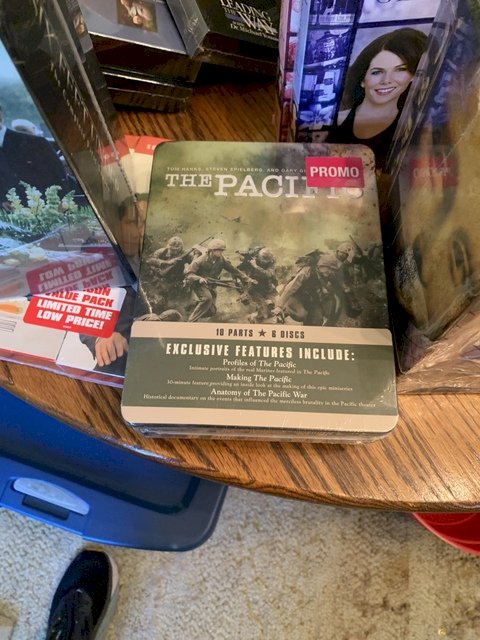 LEADING
THE WAY
TOM HANKS, STEVEN SPIELBERG, AND GARY
THE PACIFIC
PROMO
10 PARTS ★ 6 DISCS
EXCLUSIVE FEATURES INCLUDE:
Profiles of The Pacific
Intimate portraits of the real Marines featured in The Pacific
Making The Pacific
30-minute feature providing an inside look at the making of this epic miniseries
Anatomy of The Pacific War
Historical documentary on the events that influenced the merciless brutality in the Pacific theater
VALUE PACK
LIMITED TIME
LOW PRICE!